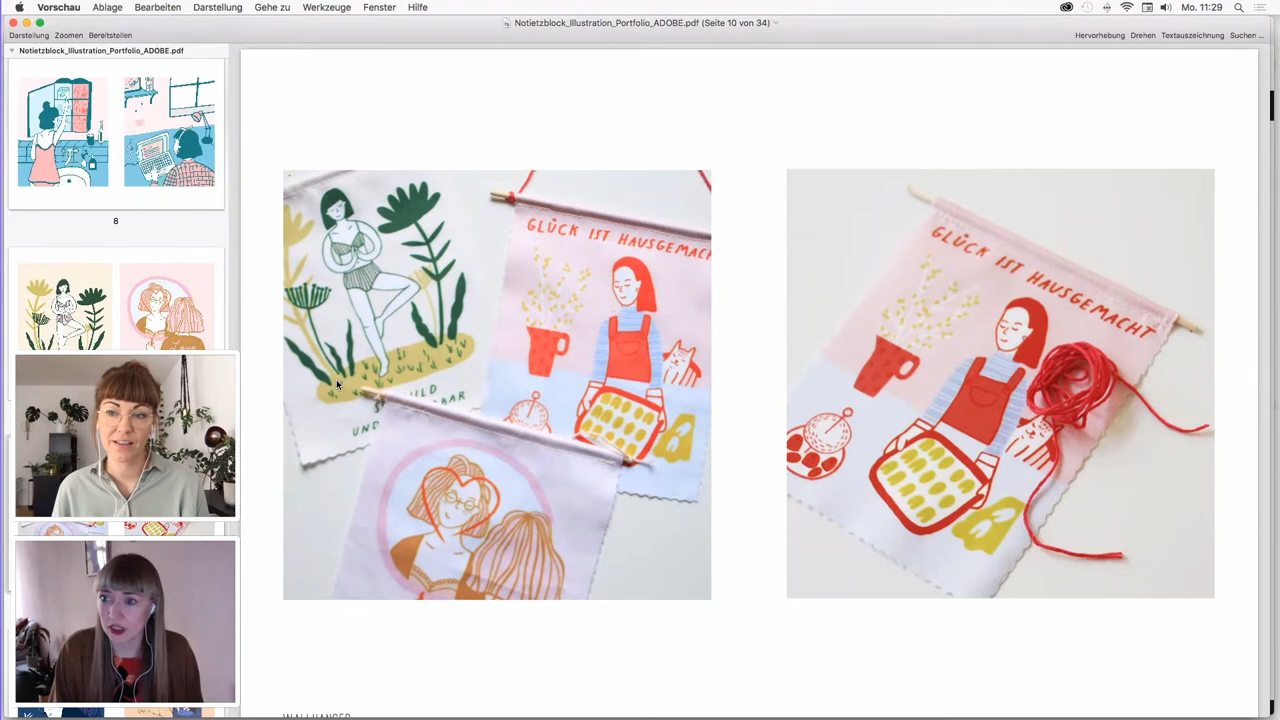 Vorschau Ablage Bearbeiten Darstellung Gehe zu Werkzeuge Fenster Hilfe Mo. 11:29
Notietzblock_Illustration_Portfolio_ADOBE.pdf (Seite 10 von 34)
Darstellung Zoomen Bereitstellen Hervorhebung Drehen Textauszeichnung Suchen ...
Notietzblock_Illustration_Portfolio_ADOBE.pdf
8
GLÜCK IST HAUSGEMACH
UND
GLÜCK IST HAUSGEMACHT
WALLHANGER